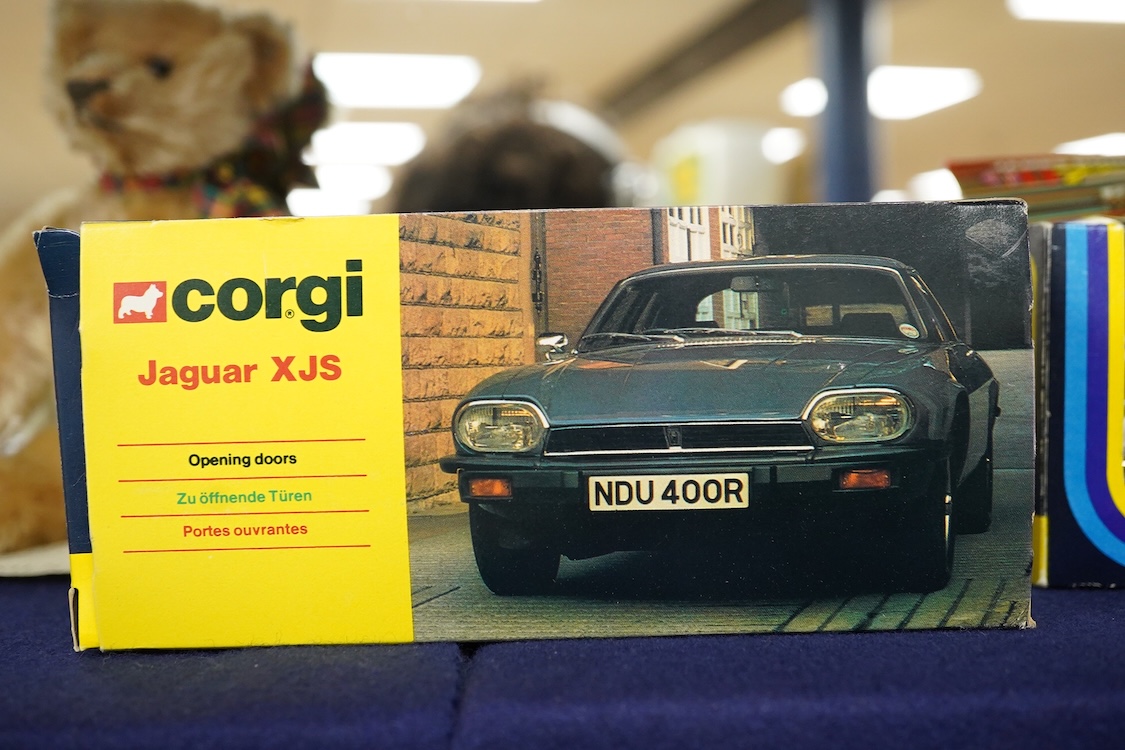 corgi®
Jaguar XJS
Opening doors
Zu öffnende Türen
Portes ouvrantes
NDU 400R